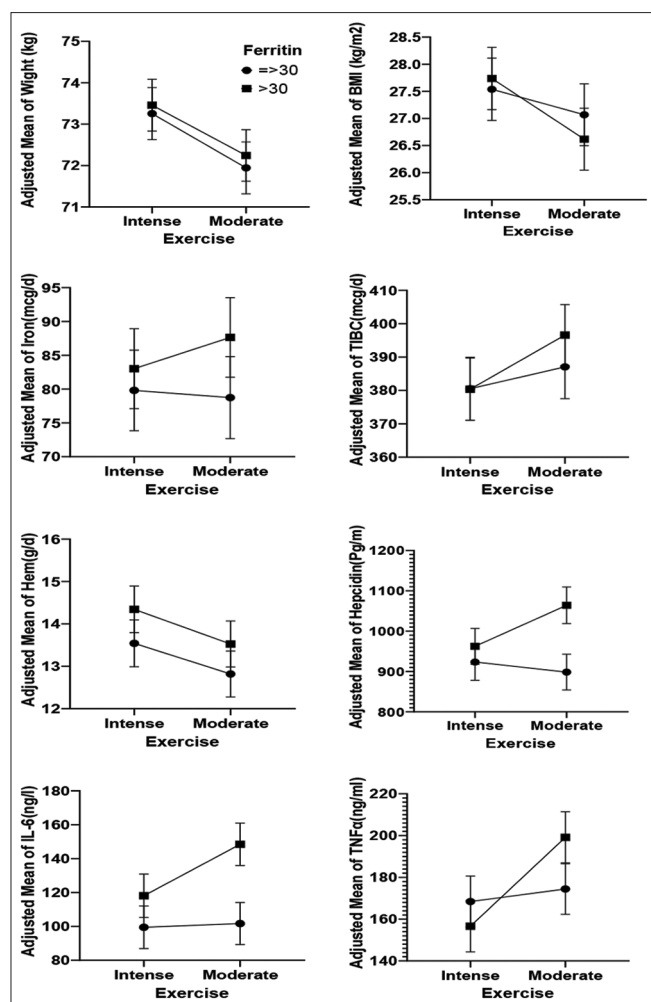 Adjusted Mean of Wight (kg)
75
74
73
72
71
Intense Moderate
Exercise
Ferritin
=>30
>30
Adjusted Mean of BMI (kg/m2)
28.5
28.0
27.5
27.0
26.5
26.0
25.5
Intense Moderate
Exercise
Adjusted Mean of Iron(mcg/d)
95
90
85
80
75
70
Intense Moderate
Exercise
Adjusted Mean of TIBC(mcg/d)
410
400
390
380
370
360
Intense Moderate
Exercise
Adjusted Mean of Hem(g/d)
16
15
14
13
12
Intense Moderate
Exercise
Adjusted Mean of Hepcidin(Pg/m)
1200
1100
1000
900
800
Intense Moderate
Exercise
Adjusted Mean of IL-6(ng/l)
180
160
140
120
100
80
Intense Moderate
Exercise
Adjusted Mean of TNFα(ng/ml)
220
200
180
160
140
Intense Moderate
Exercise